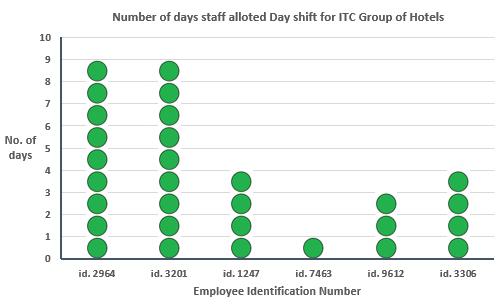 Number of days staff alloted Day shift for ITC Group of Hotels
10
9
8
7
6
5
4
3
2
1
0
No. of
days
id. 2964 id. 3201 id. 1247 id. 7463 id. 9612 id. 3306
Employee Identification Number